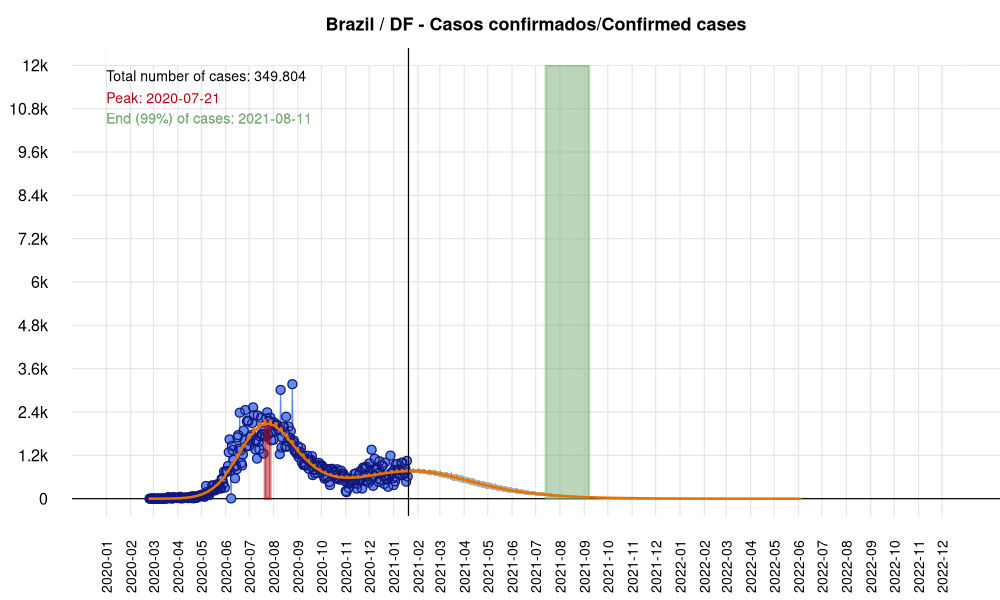 Brazil / DF - Casos confirmados/Confirmed cases
12k
Total number of cases: 349.804
Peak: 2020-07-21
10.8k
End (99%) of cases: 2021-08-11
9.6k
8.4k
7.2k
6k
4.8k
3.6k
2.4k
1.2k
0
2020-01
2020-02
2020-03
2020-04
2020-05
2020-06
2020-07
2020-08
2020-09
2020-10
2020-11
2020-12
2021-01
2021-02
2021-03
2021-04
2021-05
2021-06
2021-07
2021-08
2021-09
2021-10
2021-11
2021-12
2022-01
2022-02
2022-03
2022-04
2022-05
2022-06
2022-07
2022-08
2022-09
2022-10
2022-11
2022-12